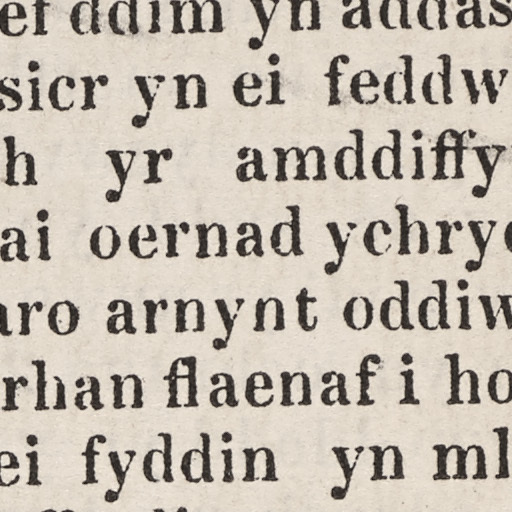 ef ddim yn addas
sicr yn ei feddw
h yr amddiffy
ai oernad ychryc
aro arnynt oddiw
rhan flaenaf i ho
ei fyddin yn ml